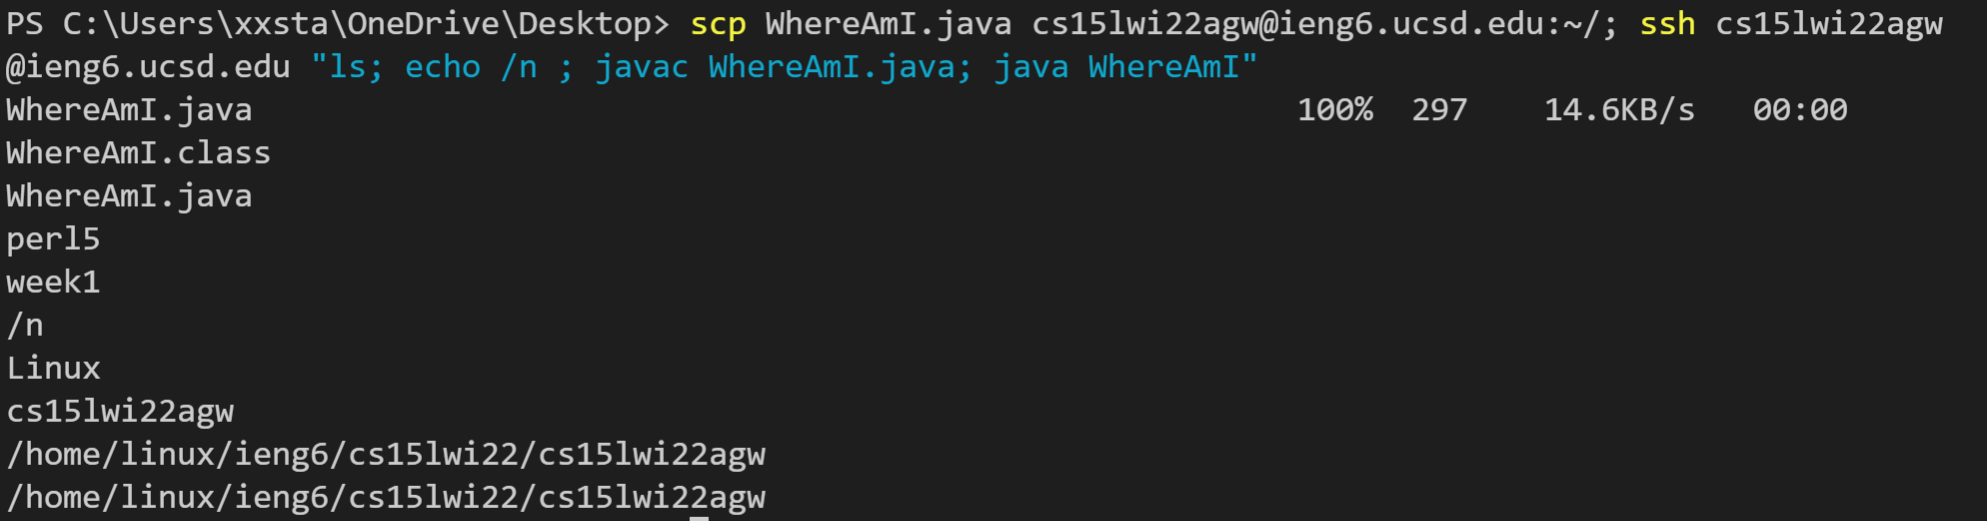 PS C:\Users\xxsta\OneDrive\Desktop> scp WhereAmI.java cs15lwi22agw@ieng6.ucsd.edu:~/; ssh cs15lwi22agw
@ieng6.ucsd.edu "ls; echo /n ; javac WhereAmI.java; java WhereAmI"
WhereAmI.java 100% 297 14.6KB/s 00:00
WhereAmI.class
WhereAmI.java
perl5
week1
/n
Linux
cs15lwi22agw
/home/linux/ieng6/cs15lwi22/cs15lwi22agw
/home/linux/ieng6/cs15lwi22/cs15lwi22agw